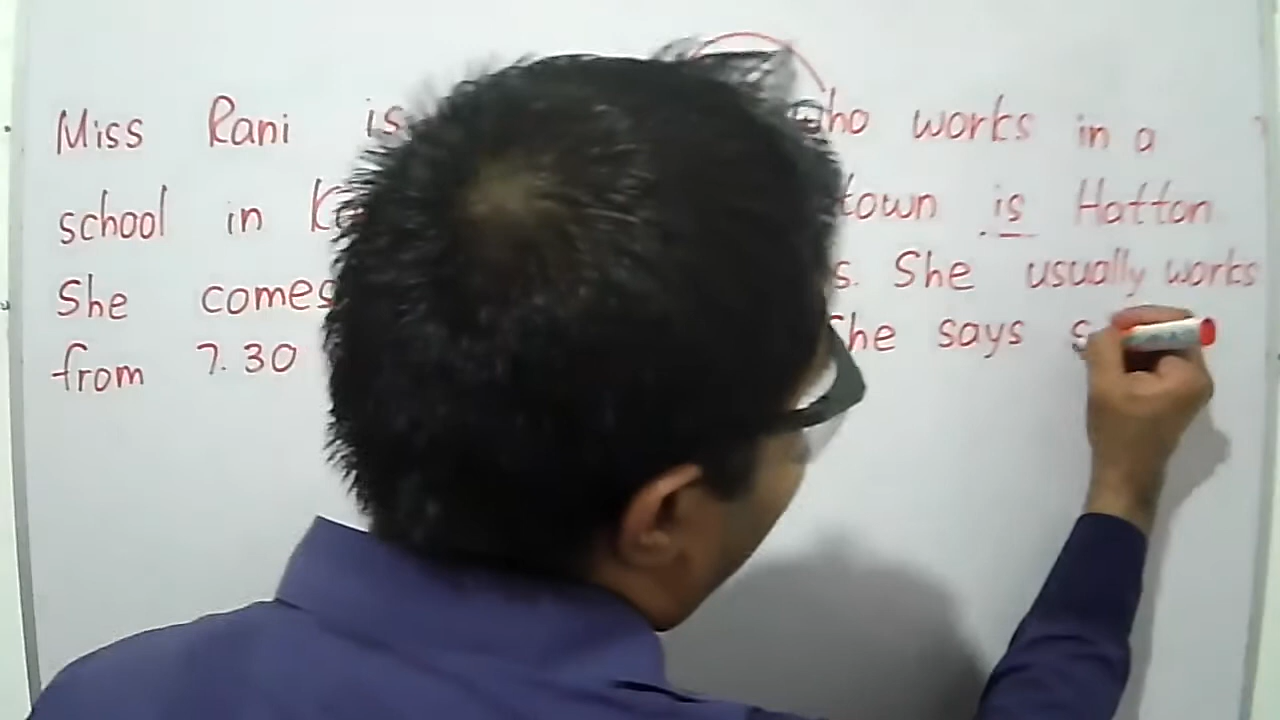 Miss Rani is who works in a
school in town is Hatton
She comes She usually works
from 7.30 She says